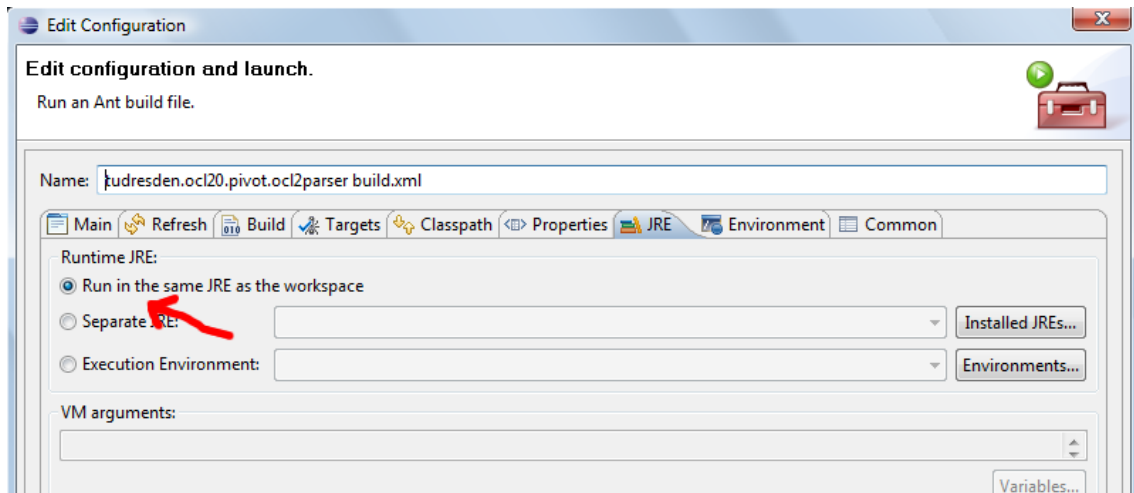 Edit Configuration
Edit configuration and launch.
Run an Ant build file.
Name: tudresden.ocl20.pivot.ocl2parser build.xml
Main Refresh Build Targets Classpath Properties JRE Environment Common
Runtime JRE:
Run in the same JRE as the workspace
Separate JRE: Installed JREs...
Execution Environment: Environments...
VM arguments:
Variables...